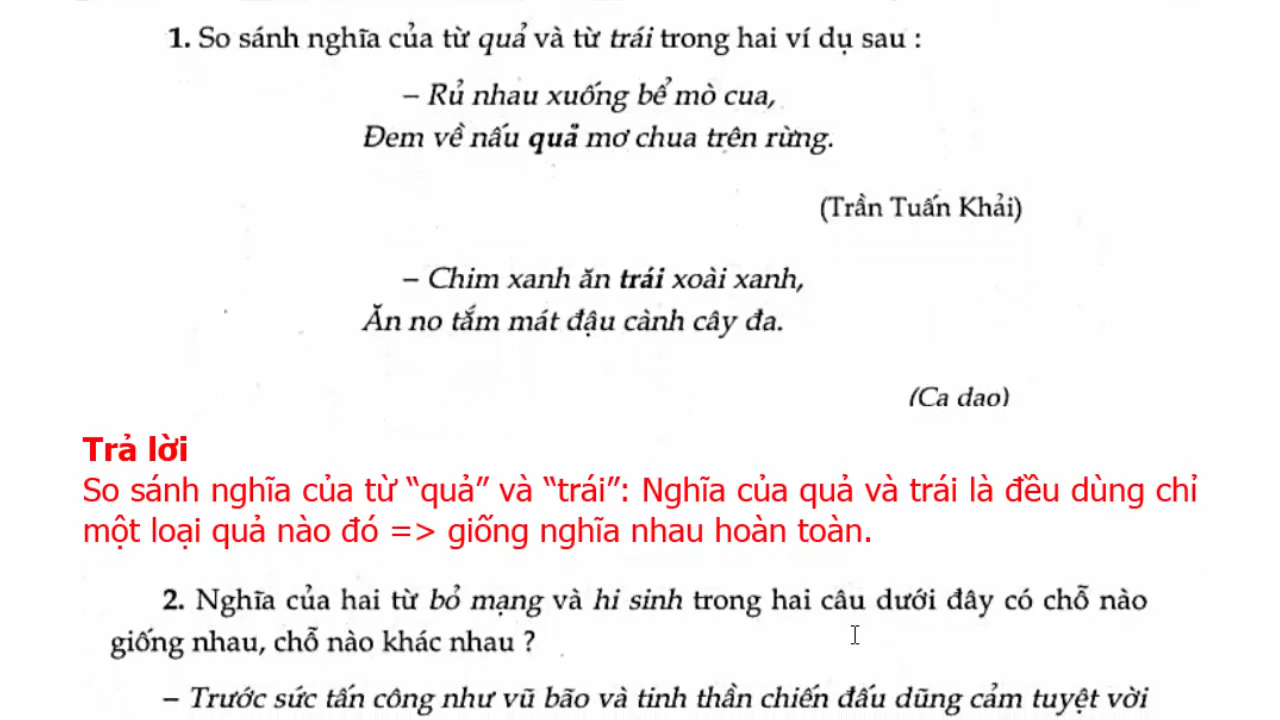 1. So sánh nghĩa của từ quả và từ trái trong hai ví dụ sau :
– Rủ nhau xuống bể mò cua,
Đem về nấu quả mơ chua trên rừng.
(Trần Tuấn Khải)
– Chim xanh ăn trái xoài xanh,
Ăn no tắm mát đậu cành cây đa.
(Ca dao)
Trả lời
So sánh nghĩa của từ “quả” và “trái”: Nghĩa của quả và trái là đều dùng chỉ
một loại quả nào đó => giống nghĩa nhau hoàn toàn.
2. Nghĩa của hai từ bỏ mạng và hi sinh trong hai câu dưới đây có chỗ nào
giống nhau, chỗ nào khác nhau ?
– Trước sức tấn công như vũ bão và tinh thần chiến đấu dũng cảm tuyệt vời